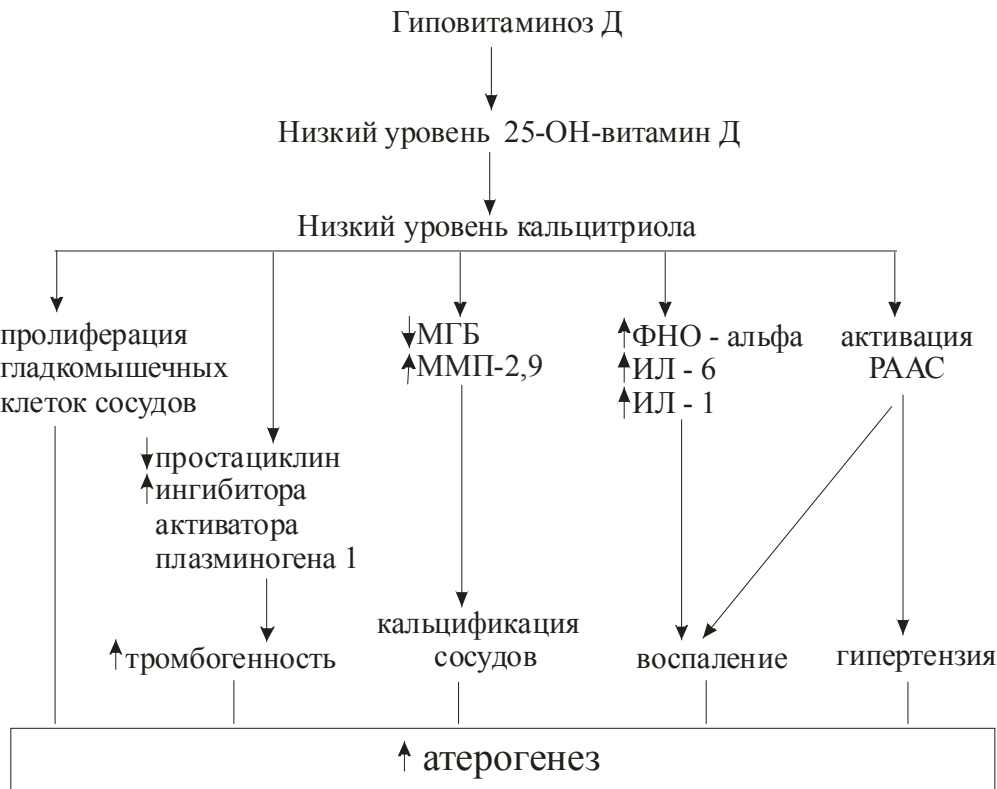 Гиповитаминоз Д
Низкий уровень 25-ОН-витамин Д
Низкий уровень кальцитриола
пролиферация
гладкомышечных
клеток сосудов
↓простациклин
↑ингибитора
активатора
плазминогена 1
↓МГБ
↑ММП-2,9
↑ФНО - альфа
↑ИЛ - 6
↑ИЛ - 1
активация
РААС
↑тромбогенность
кальцификация
сосудов
воспаление
гипертензия
↑ атерогенез